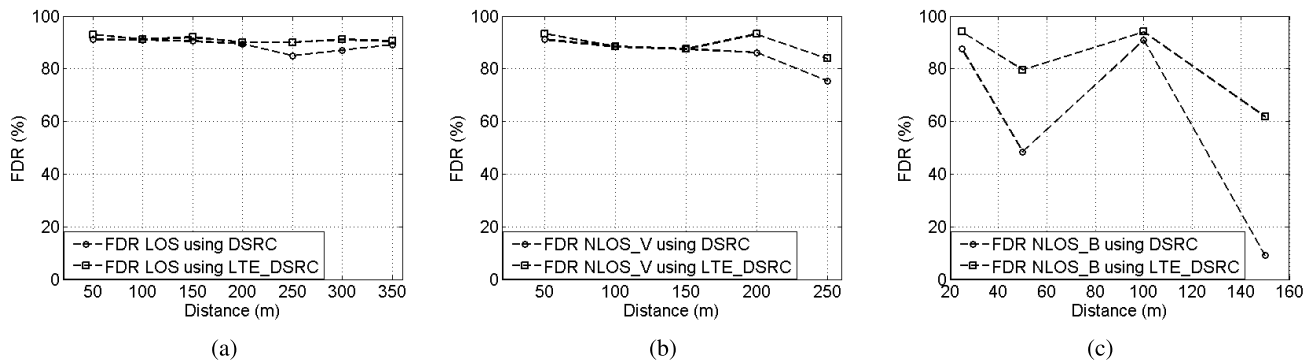 100
80
60
40
20
0
FDR (%)
FDR LOS using DSRC
FDR LOS using LTE_DSRC
50 100 150 200 250 300 350
Distance (m)
(a)
100
80
60
40
20
0
FDR (%)
FDR NLOS_V using DSRC
FDR NLOS_V using LTE_DSRC
50 100 150 200 250
Distance (m)
(b)
100
80
60
40
20
0
FDR (%)
FDR NLOS_B using DSRC
FDR NLOS_B using LTE_DSRC
20 40 60 80 100 120 140 160
Distance (m)
(c)